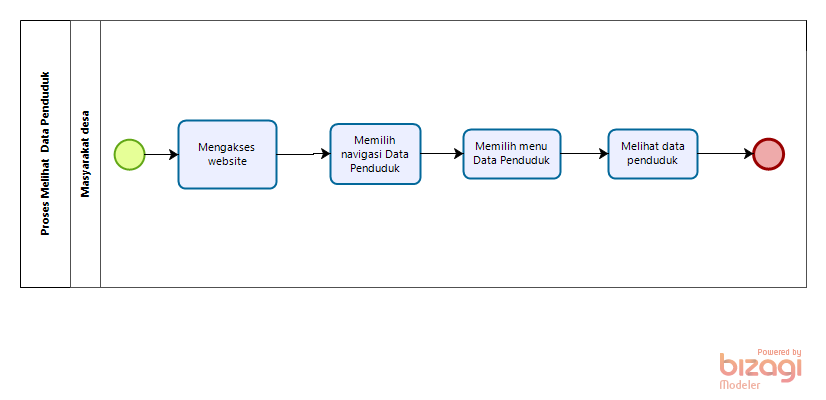 Proses Melihat  Data Penduduk
Masyarakat desa
Mengakses
website
Memilih
navigasi Data
Penduduk
Memilih menu
Data Penduduk
Melihat data
penduduk
Powered by
bizagi
Modeler